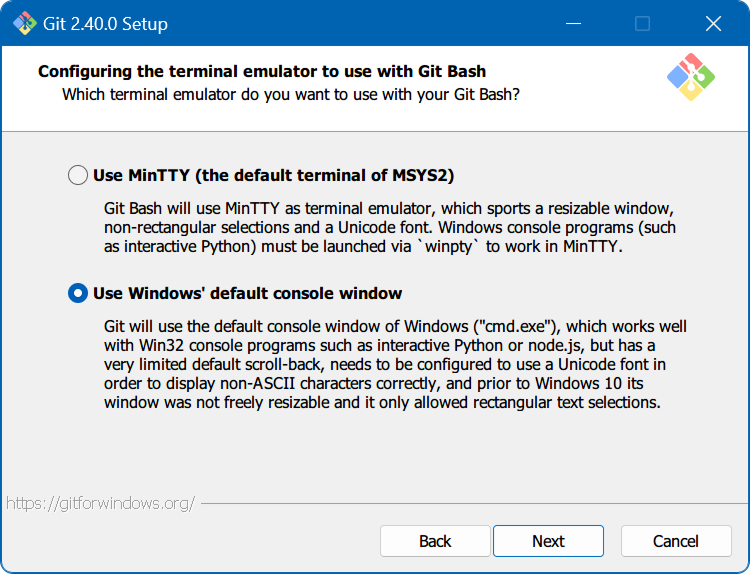 Git 2.40.0 Setup
Configuring the terminal emulator to use with Git Bash
Which terminal emulator do you want to use with your Git Bash?
Use MinTTY (the default terminal of MSYS2)
Git Bash will use MinTTY as terminal emulator, which sports a resizable window,
non-rectangular selections and a Unicode font. Windows console programs (such
as interactive Python) must be launched via `winpty` to work in MinTTY.
Use Windows' default console window
Git will use the default console window of Windows ("cmd.exe"), which works well
with Win32 console programs such as interactive Python or node.js, but has a
very limited default scroll-back, needs to be configured to use a Unicode font in
order to display non-ASCII characters correctly, and prior to Windows 10 its
window was not freely resizable and it only allowed rectangular text selections.
https://gitforwindows.org/
Back Next Cancel